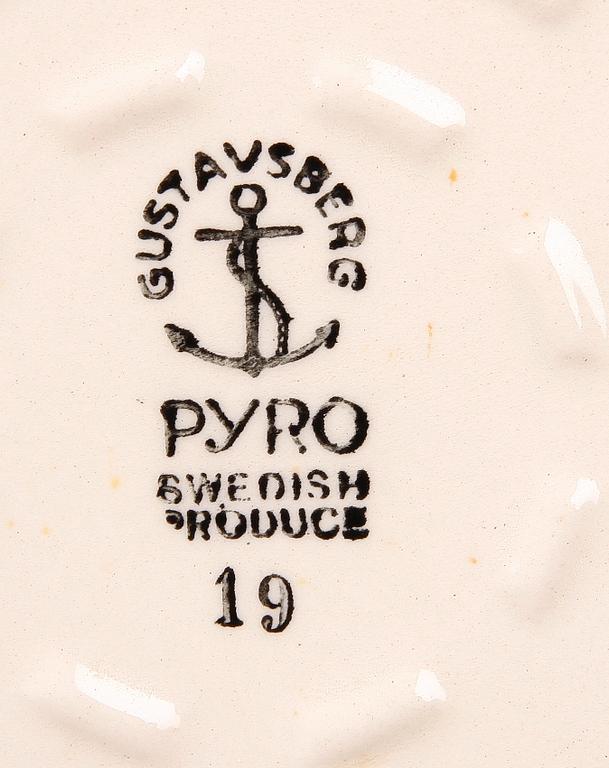 GUSTAVSBERG
PYRO
SWEDISH
PRODUCE
19